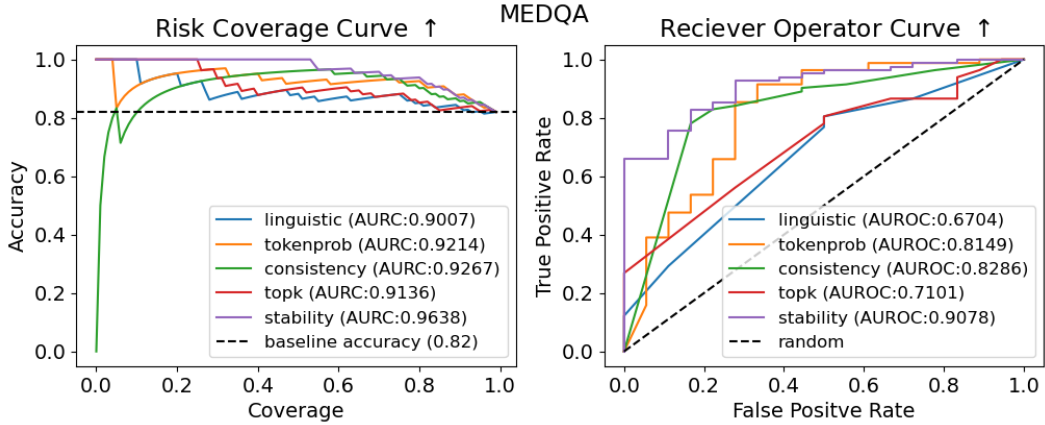 MEDQA
Risk Coverage Curve ↑
1.0
0.8
0.6
0.4
0.2
0.0
Accuracy
linguistic (AURC:0.9007)
tokenprob (AURC:0.9214)
consistency (AURC:0.9267)
topk (AURC:0.9136)
stability (AURC:0.9638)
baseline accuracy (0.82)
0.0 0.2 0.4 0.6 0.8 1.0
Coverage
Reciever Operator Curve ↑
1.0
0.8
0.6
0.4
0.2
0.0
True Positive Rate
linguistic (AUROC:0.6704)
tokenprob (AUROC:0.8149)
consistency (AUROC:0.8286)
topk (AUROC:0.7101)
stability (AUROC:0.9078)
random
0.0 0.2 0.4 0.6 0.8 1.0
False Positve Rate